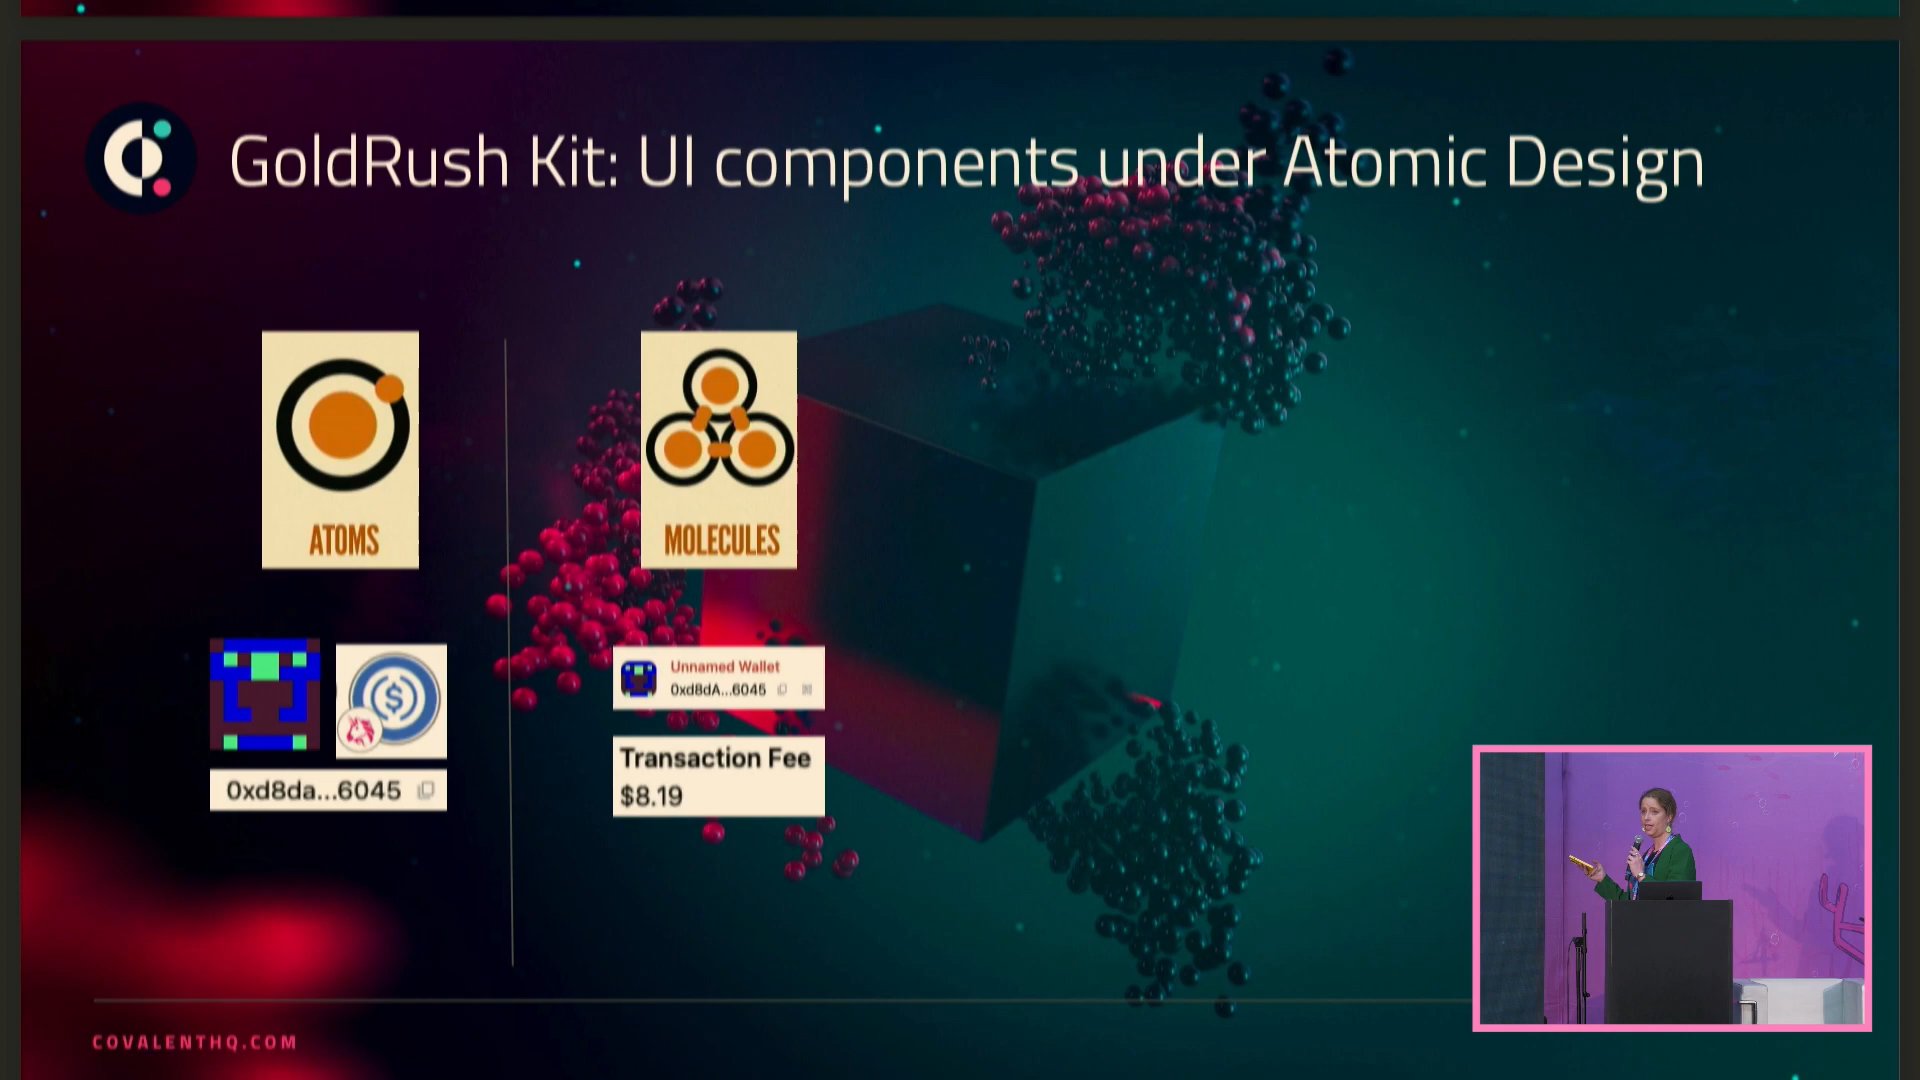 GoldRush Kit: UI components under Atomic Design
ATOMS
MOLECULES
0xd8da...6045
Unnamed Wallet
0xd8dA...6045
Transaction Fee
$8.19
COVALENTHQ.COM